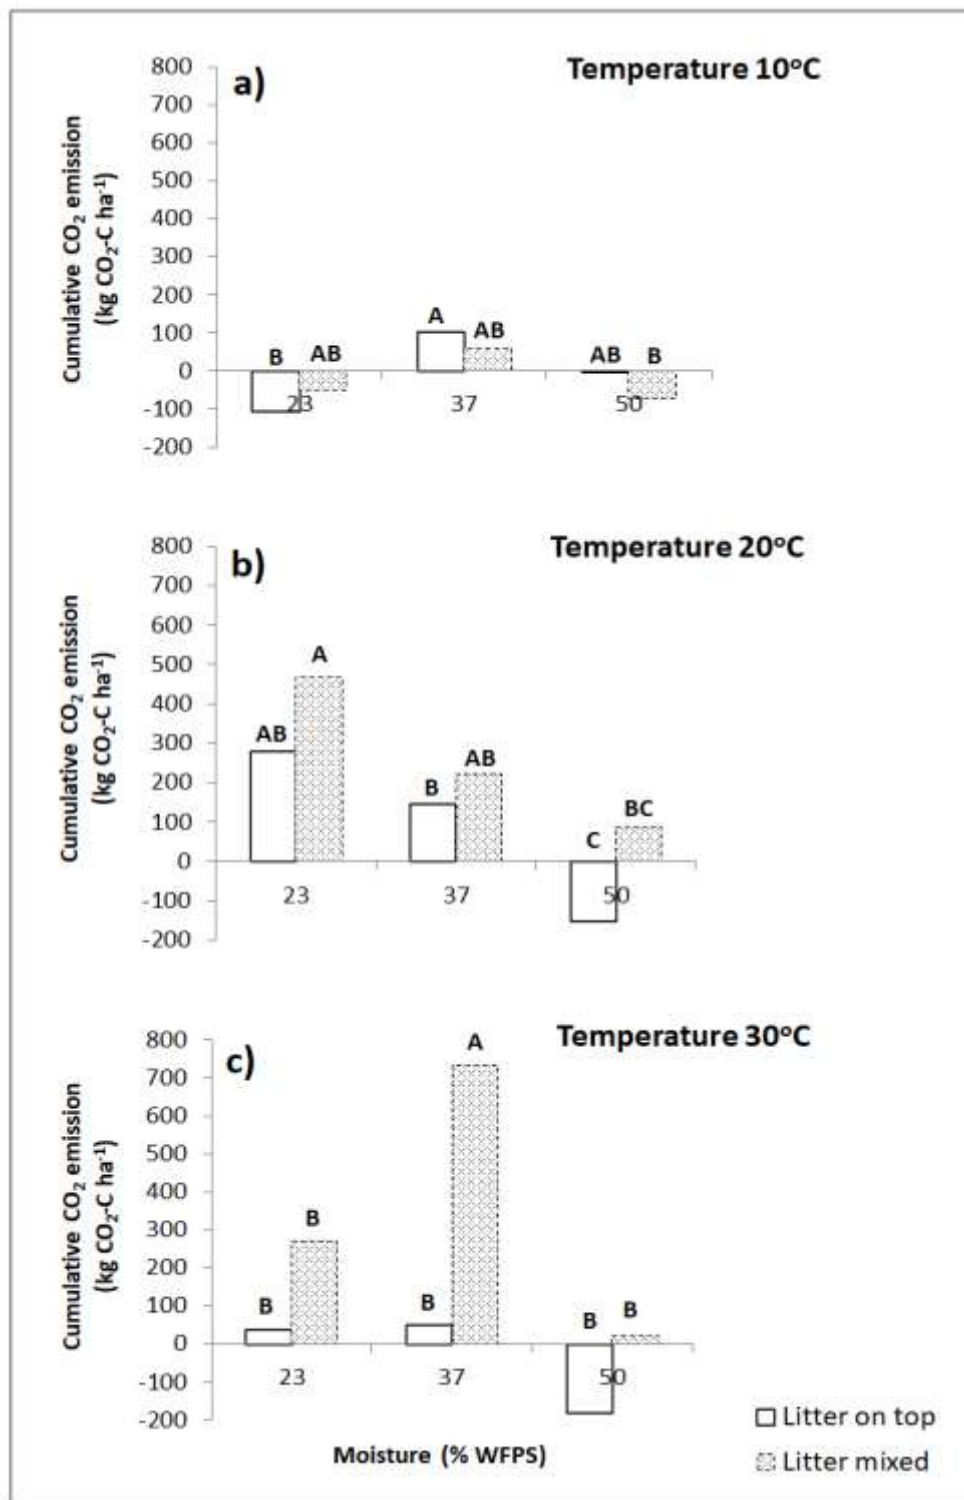 a)
Temperature 10°C
Cumulative CO₂ emission
(kg CO₂-C ha⁻¹)
800
700
600
500
400
300
200
100
0
-100
-200
B
AB
A
AB
AB
B
23
37
50
b)
Temperature 20°C
Cumulative CO₂ emission
(kg CO₂-C ha⁻¹)
800
700
600
500
400
300
200
100
0
-100
-200
AB
A
B
AB
C
BC
23
37
50
c)
Temperature 30°C
Cumulative CO₂ emission
(kg CO₂-C ha⁻¹)
800
700
600
500
400
300
200
100
0
-100
-200
B
B
B
A
B
B
23
37
50
Moisture (% WFPS)
Litter on top
Litter mixed